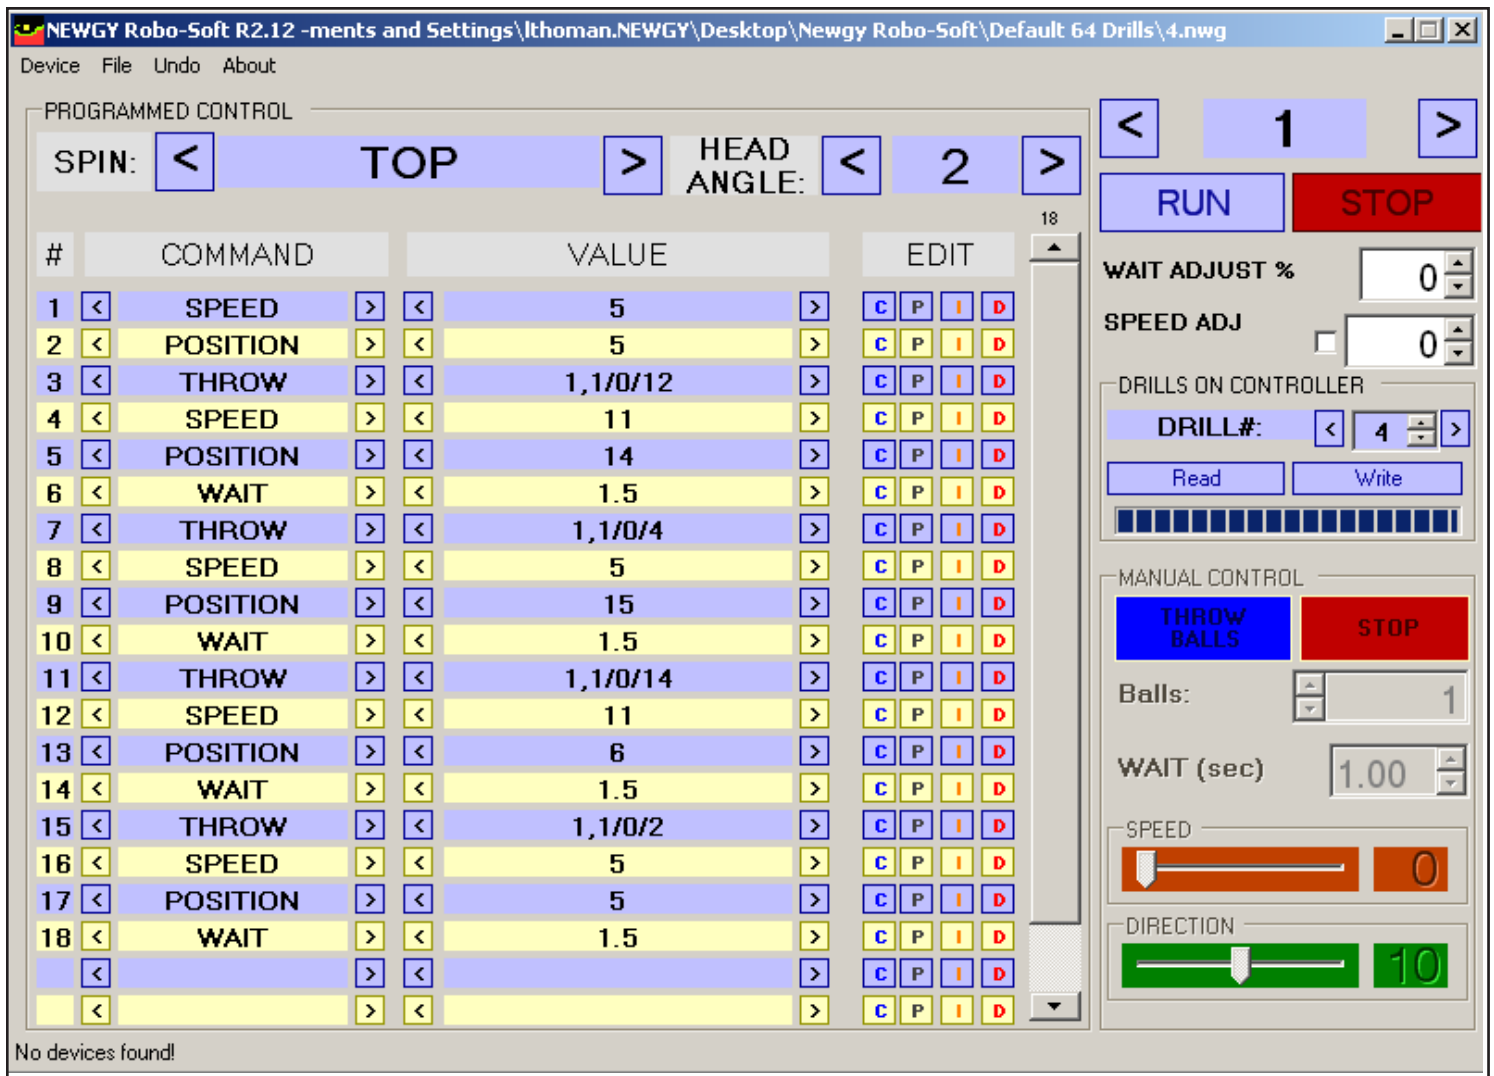 NEWGY Robo-Soft R2.12 -ments and Settings\lthoman.NEWGY\Desktop\Newgy Robo-Soft\Default 64 Drills\4.nwg
Device File Undo About
PROGRAMMED CONTROL
SPIN: < TOP > HEAD ANGLE: < 2 >
18
# COMMAND VALUE EDIT
1 < SPEED > < 5 > C P I D
2 < POSITION > < 5 > C P I D
3 < THROW > < 1,1/0/12 > C P I D
4 < SPEED > < 11 > C P I D
5 < POSITION > < 14 > C P I D
6 < WAIT > < 1.5 > C P I D
7 < THROW > < 1,1/0/4 > C P I D
8 < SPEED > < 5 > C P I D
9 < POSITION > < 15 > C P I D
10 < WAIT > < 1.5 > C P I D
11 < THROW > < 1,1/0/14 > C P I D
12 < SPEED > < 11 > C P I D
13 < POSITION > < 6 > C P I D
14 < WAIT > < 1.5 > C P I D
15 < THROW > < 1,1/0/2 > C P I D
16 < SPEED > < 5 > C P I D
17 < POSITION > < 5 > C P I D
18 < WAIT > < 1.5 > C P I D
< > < > C P I D
< > < > C P I D
< 1 >
RUN STOP
WAIT ADJUST % 0
SPEED ADJ 0
DRILLS ON CONTROLLER
DRILL#: < 4 >
Read Write
MANUAL CONTROL
THROW BALLS STOP
Balls: 1
WAIT (sec) 1.00
SPEED
0
DIRECTION
10
No devices found!